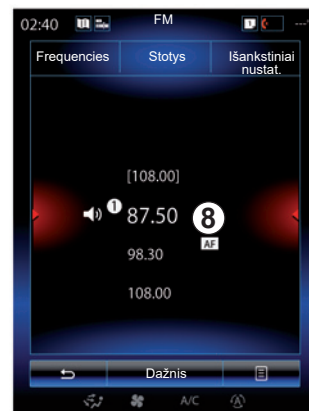 02:40 FM ---°
Frequencies Stotys Išankstiniai
nustat.
[108.00]
1 87.50 8
AF
98.30
108.00
Dažnis
A/C